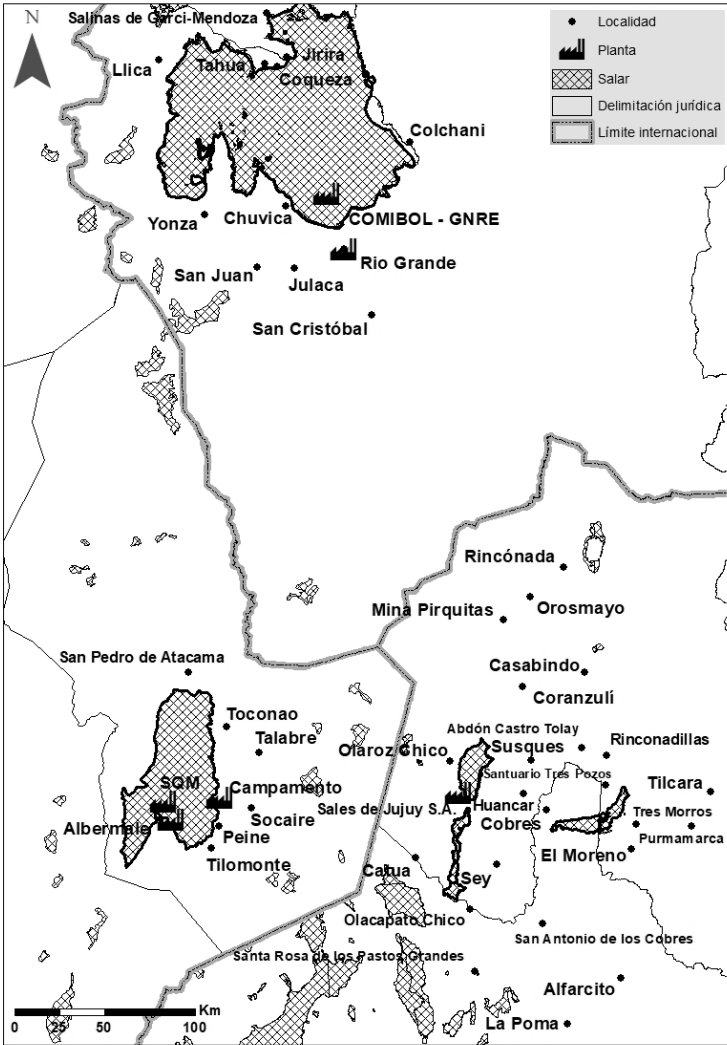 N
Localidad
Planta
Salar
Delimitación jurídica
Límite internacional
Salinas de Garci-Mendoza
Llica
Tahua
Jirira
Coqueza
Colchani
Yonza
Chuvica
COMIBOL - GNRE
Rio Grande
San Juan
Julaca
San Cristóbal
Rincónada
Orosmayo
Mina Pirquitas
San Pedro de Atacama
Casabindo
Coranzulí
Toconao
Talabre
Abdón Castro Tolay
Olaroz Chico
Susques
Rinconadillas
Santuario Tres Pozos
SQM
Campamento
Tilcara
Sales de Jujuy S.A.
Huancar
Tres Morros
Socaire
Cobres
Albermale
Peine
Purmamarca
Tilomonte
El Moreno
Catua
Sey
Olacapato Chico
San Antonio de los Cobres
Santa Rosa de los Pastos Grandes
Alfarcito
La Poma
Km
0 25 50 100